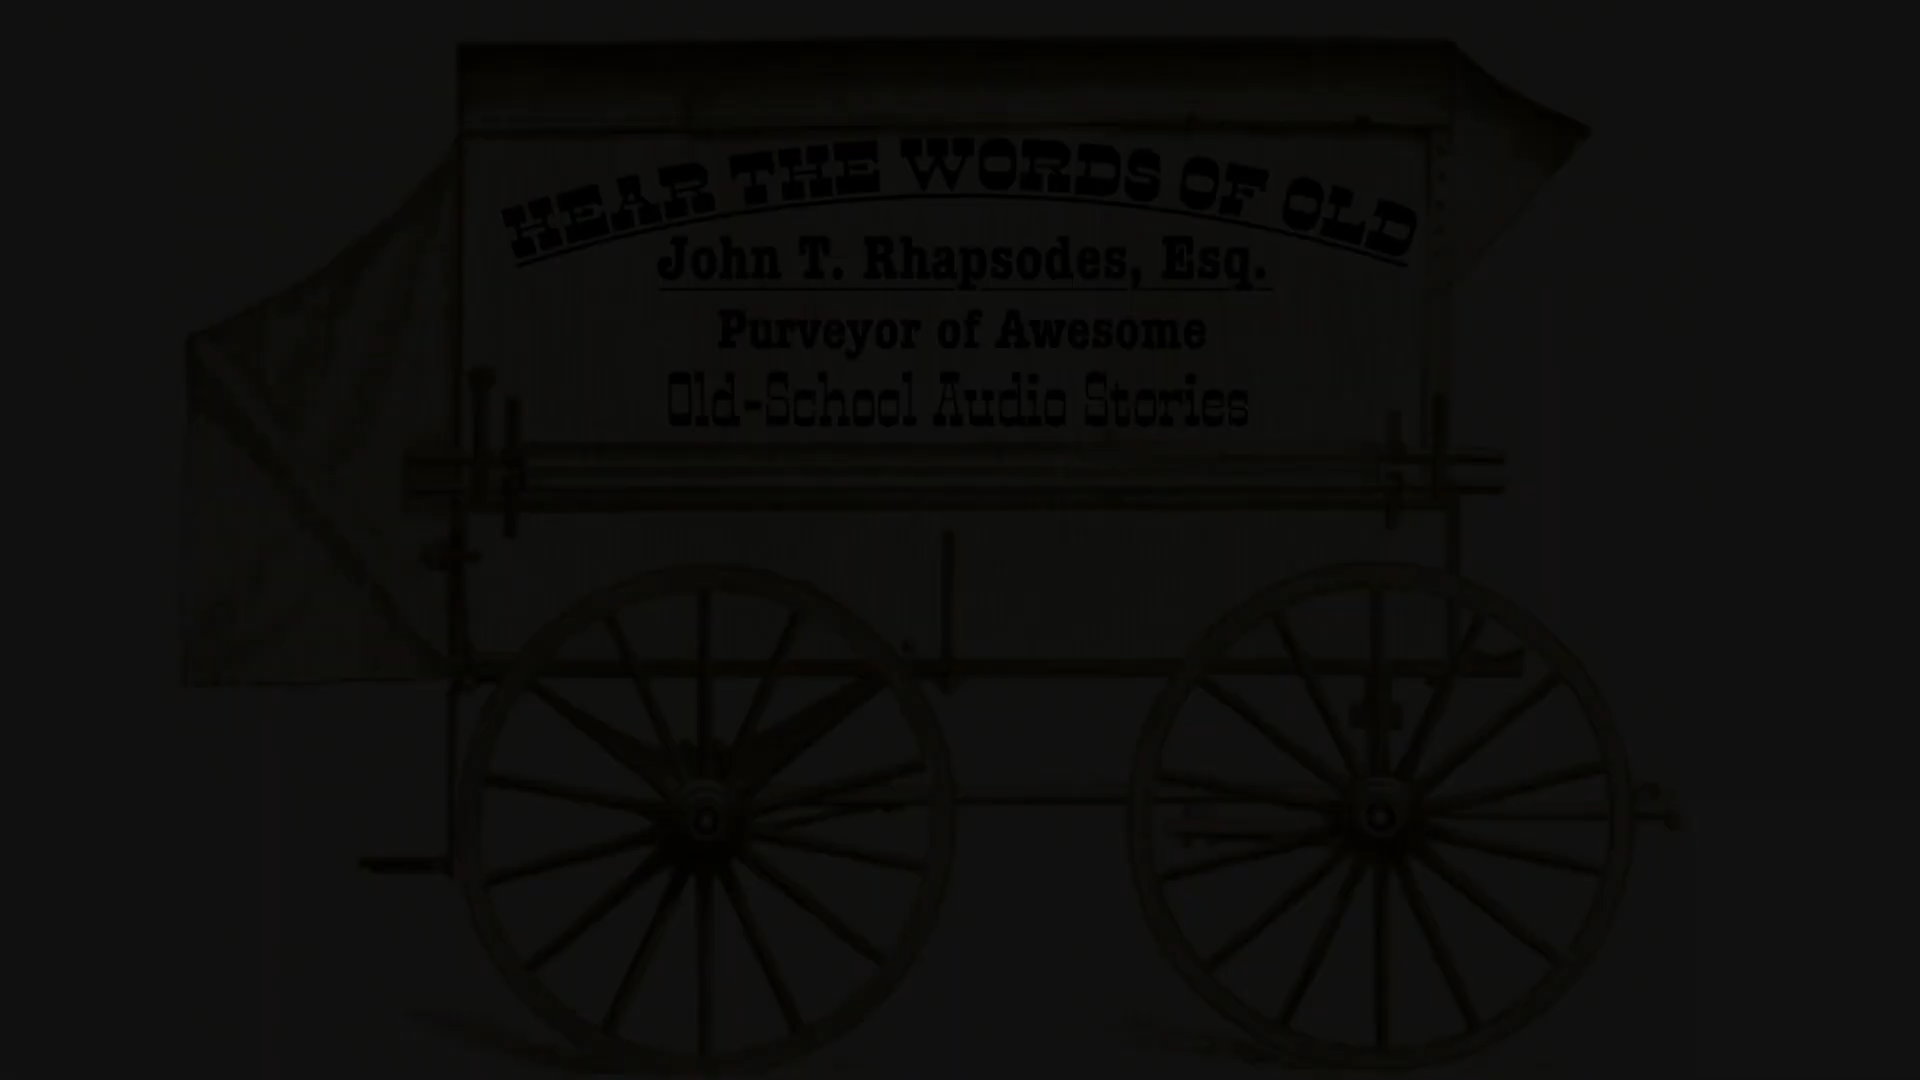 HEAR THE WORDS OF OLD
John T. Rhapsodes, Esq.
Purveyor of Awesome
Old-School Audio Stories